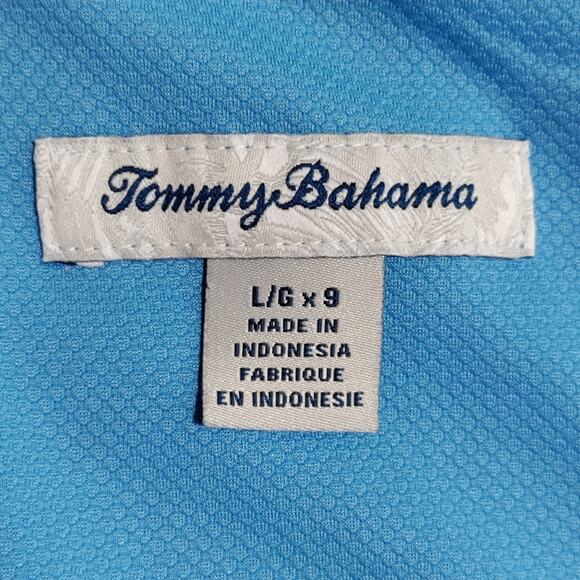 Tommy Bahama
L/G x 9
MADE IN
INDONESIA
FABRIQUE
EN INDONESIE